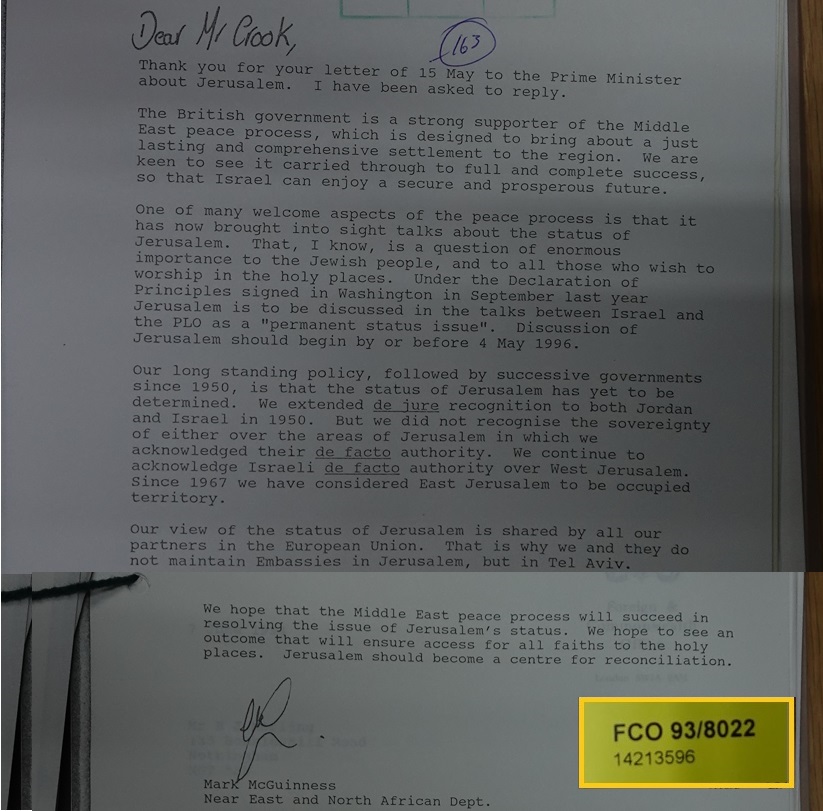 Dear Mr Crook,
163
Thank you for your letter of 15 May to the Prime Minister
about Jerusalem.  I have been asked to reply.
The British government is a strong supporter of the Middle
East peace process, which is designed to bring about a just
lasting and comprehensive settlement to the region.  We are
keen to see it carried through to full and complete success,
so that Israel can enjoy a secure and prosperous future.
One of many welcome aspects of the peace process is that it
has now brought into sight talks about the status of
Jerusalem.  That, I know, is a question of enormous
importance to the Jewish people, and to all those who wish to
worship in the holy places.  Under the Declaration of
Principles signed in Washington in September last year
Jerusalem is to be discussed in the talks between Israel and
the PLO as a "permanent status issue".  Discussion of
Jerusalem should begin by or before 4 May 1996.
Our long standing policy, followed by successive governments
since 1950, is that the status of Jerusalem has yet to be
determined.  We extended de jure recognition to both Jordan
and Israel in 1950.  But we did not recognise the sovereignty
of either over the areas of Jerusalem in which we
acknowledged their de facto authority.  We continue to
acknowledge Israeli de facto authority over West Jerusalem.
Since 1967 we have considered East Jerusalem to be occupied
territory.
Our view of the status of Jerusalem is shared by all our
partners in the European Union.  That is why we and they do
not maintain Embassies in Jerusalem, but in Tel Aviv.
We hope that the Middle East peace process will succeed in
resolving the issue of Jerusalem's status.  We hope to see an
outcome that will ensure access for all faiths to the holy
places.  Jerusalem should become a centre for reconciliation.
Mark McGuinness
Near East and North African Dept.
FCO 93/8022
14213596